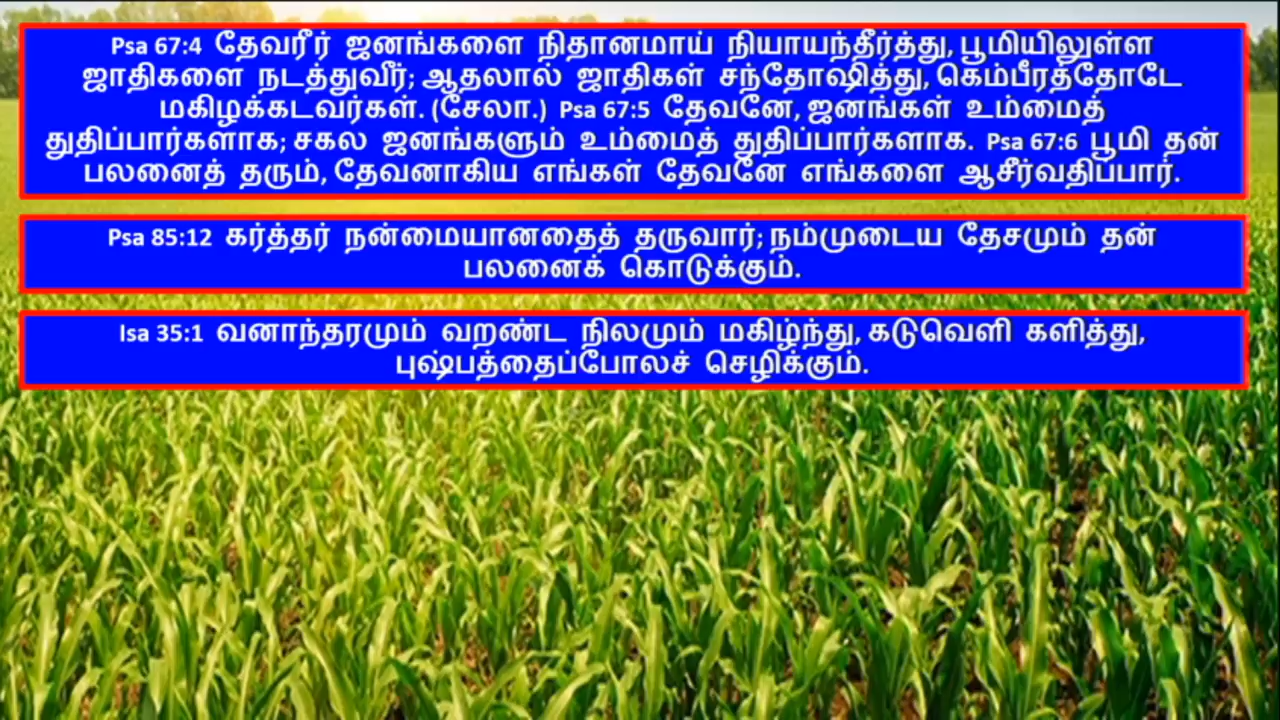 Psa 67:4 தேவரீர் ஜனங்களை நிதானமாய் நியாயந்தீர்த்து, பூமியிலுள்ள
ஜாதிகளை நடத்துவீர்; ஆதலால் ஜாதிகள் சந்தோஷித்து, கெம்பீரத்தோடே
மகிழக்கடவர்கள். (சேலா.) Psa 67:5 தேவனே, ஜனங்கள் உம்மைத்
துதிப்பார்களாக; சகல ஜனங்களும் உம்மைத் துதிப்பார்களாக. Psa 67:6 பூமி தன்
பலனைத் தரும், தேவனாகிய எங்கள் தேவனே எங்களை ஆசீர்வதிப்பார்.
Psa 85:12 கர்த்தர் நன்மையானதைத் தருவார்; நம்முடைய தேசமும் தன்
பலனைக் கொடுக்கும்.
Isa 35:1 வனாந்தரமும் வறண்ட நிலமும் மகிழ்ந்து, கடுவெளி களித்து,
புஷ்பத்தைப்போலச் செழிக்கும்.